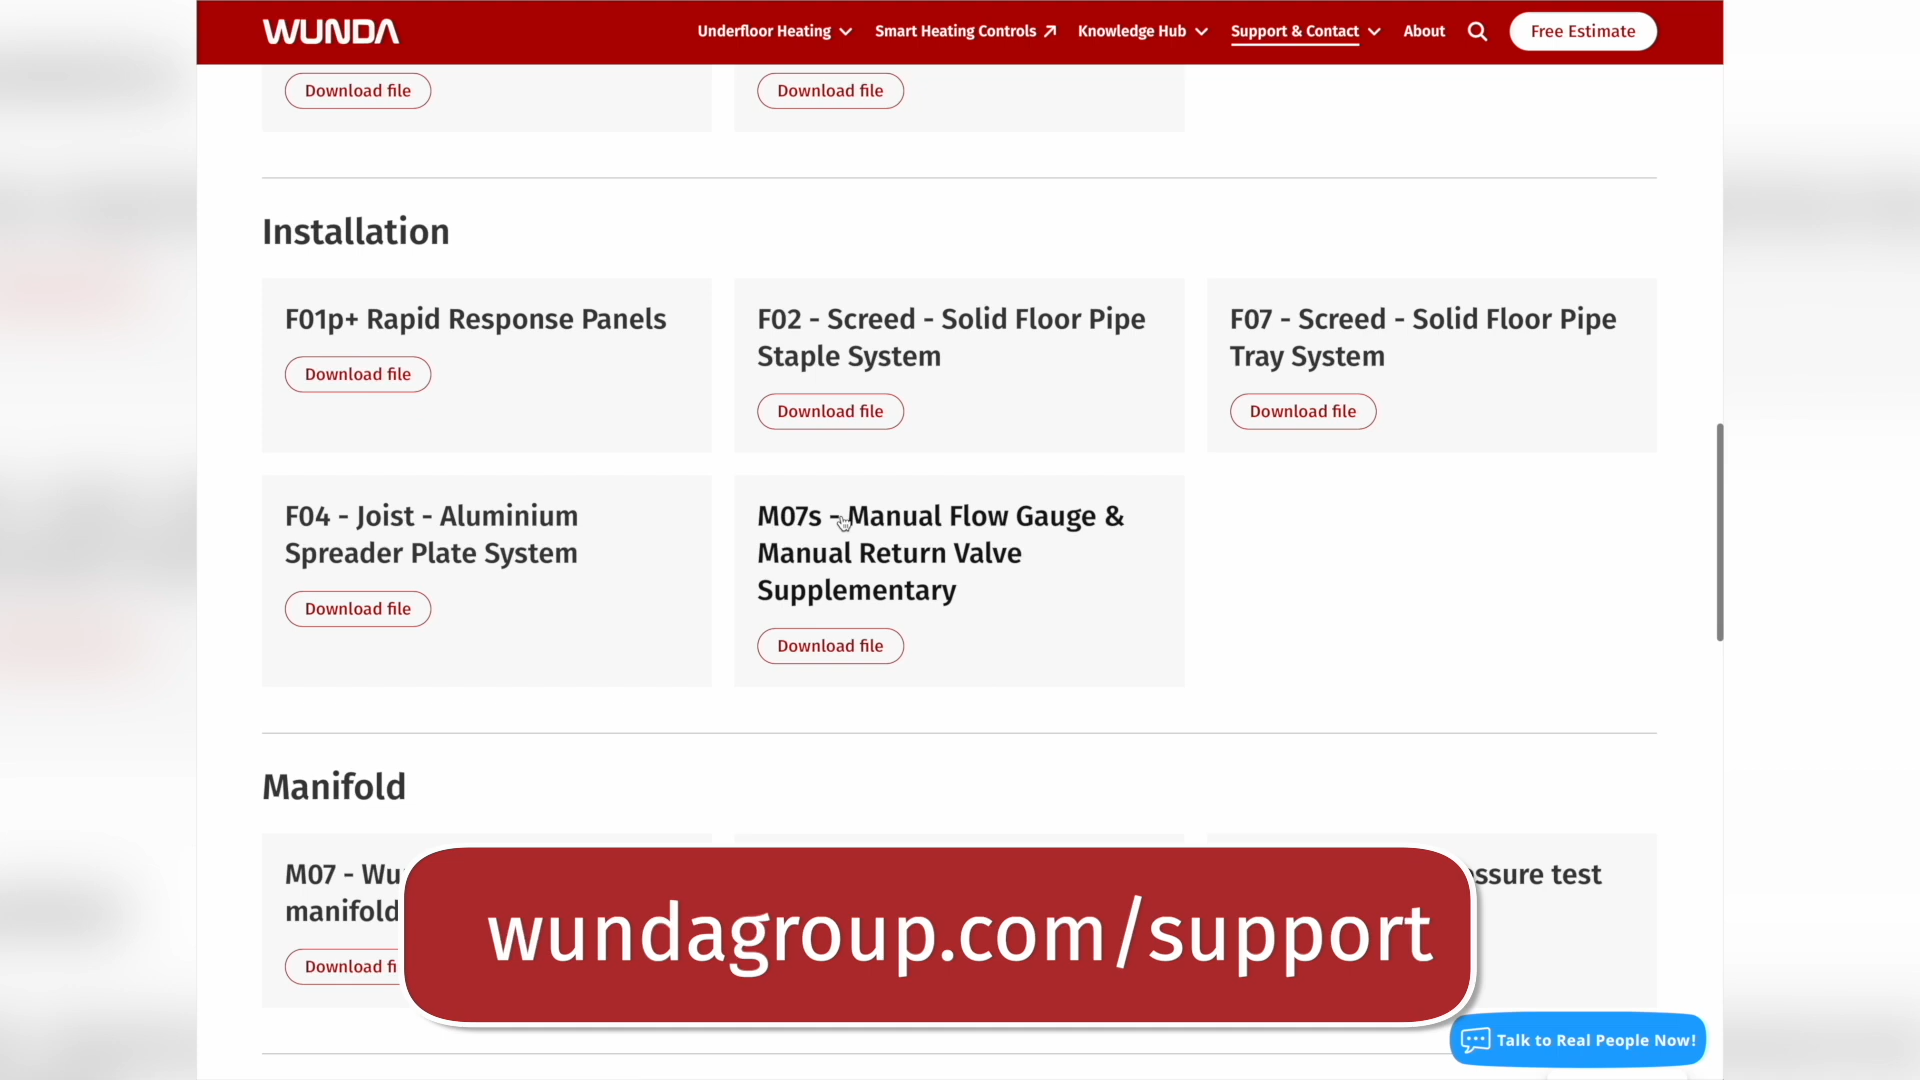 WUNDA
Underfloor Heating
Smart Heating Controls
Knowledge Hub
Support & Contact
About
Free Estimate
Download file
Download file
Installation
F01p+ Rapid Response Panels
Download file
F02 - Screed - Solid Floor Pipe
Staple System
Download file
F07 - Screed - Solid Floor Pipe
Tray System
Download file
F04 - Joist - Aluminium
Spreader Plate System
Download file
M07s - Manual Flow Gauge &
Manual Return Valve
Supplementary
Download file
Manifold
M07 - Wu
manifold
Download fi
ssure test
wundagroup.com/support
Talk to Real People Now!